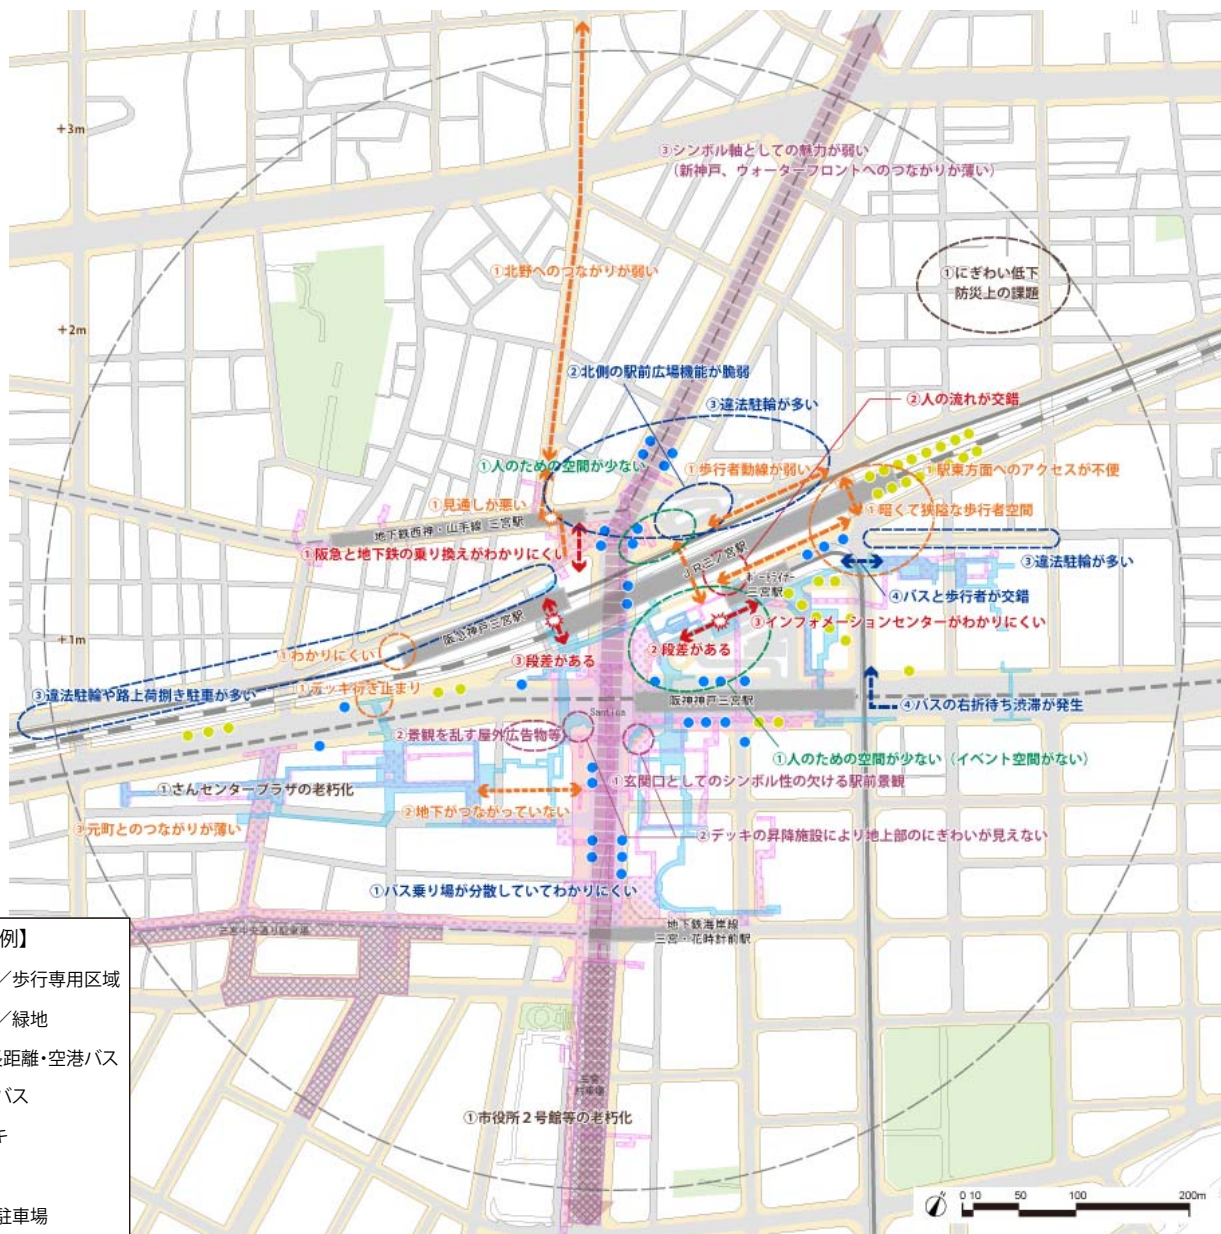 +3m
③シンボル軸としての魅力が弱い
(新神戸、ウォーターフロントへのつながりが薄い)
①北野へのつながりが弱い
①にぎわい低下
防災上の課題
+2m
②北側の駅前広場機能が脆弱
③違法駐輪が多い
②人の流れが交錯
①人のための空間が少ない
①歩行者動線が弱い
①駅東方面へのアクセスが不便
①見通しが悪い
①暗くて狭隘な歩行者空間
地下鉄西神・山手線 三宮駅
①阪急と地下鉄の乗り換えがわかりにくい
JR三ノ宮駅
③違法駐輪が多い
ポートライナー
三宮駅
④バスと歩行者が交錯
③インフォメーションセンターがわかりにくい
+1m
阪急神戸三宮駅
②段差がある
①わかりにくい
③段差がある
①デッキ行き止まり
③違法駐輪や路上荷捌き駐車が多い
阪神神戸三宮駅
④バスの右折待ち渋滞が発生
Santica
②景観を乱す屋外広告物等
①人のための空間が少ない(イベント空間がない)
①玄関口としてのシンボル性の欠ける駅前景観
①さんセンタープラザの老朽化
②地下がつながっていない
③元町とのつながりが薄い
②デッキの昇降施設により地上部のにぎわいが見えない
①バス乗り場が分散していてわかりにくい
地下鉄海岸線
三宮・花時計前駅
三宮中央通り駐車場
例】
／歩行専用区域
／緑地
距離・空港バス
バス
キ
駐車場
三宮
駐車場
①市役所２号館等の老朽化
0 10 50 100 200m